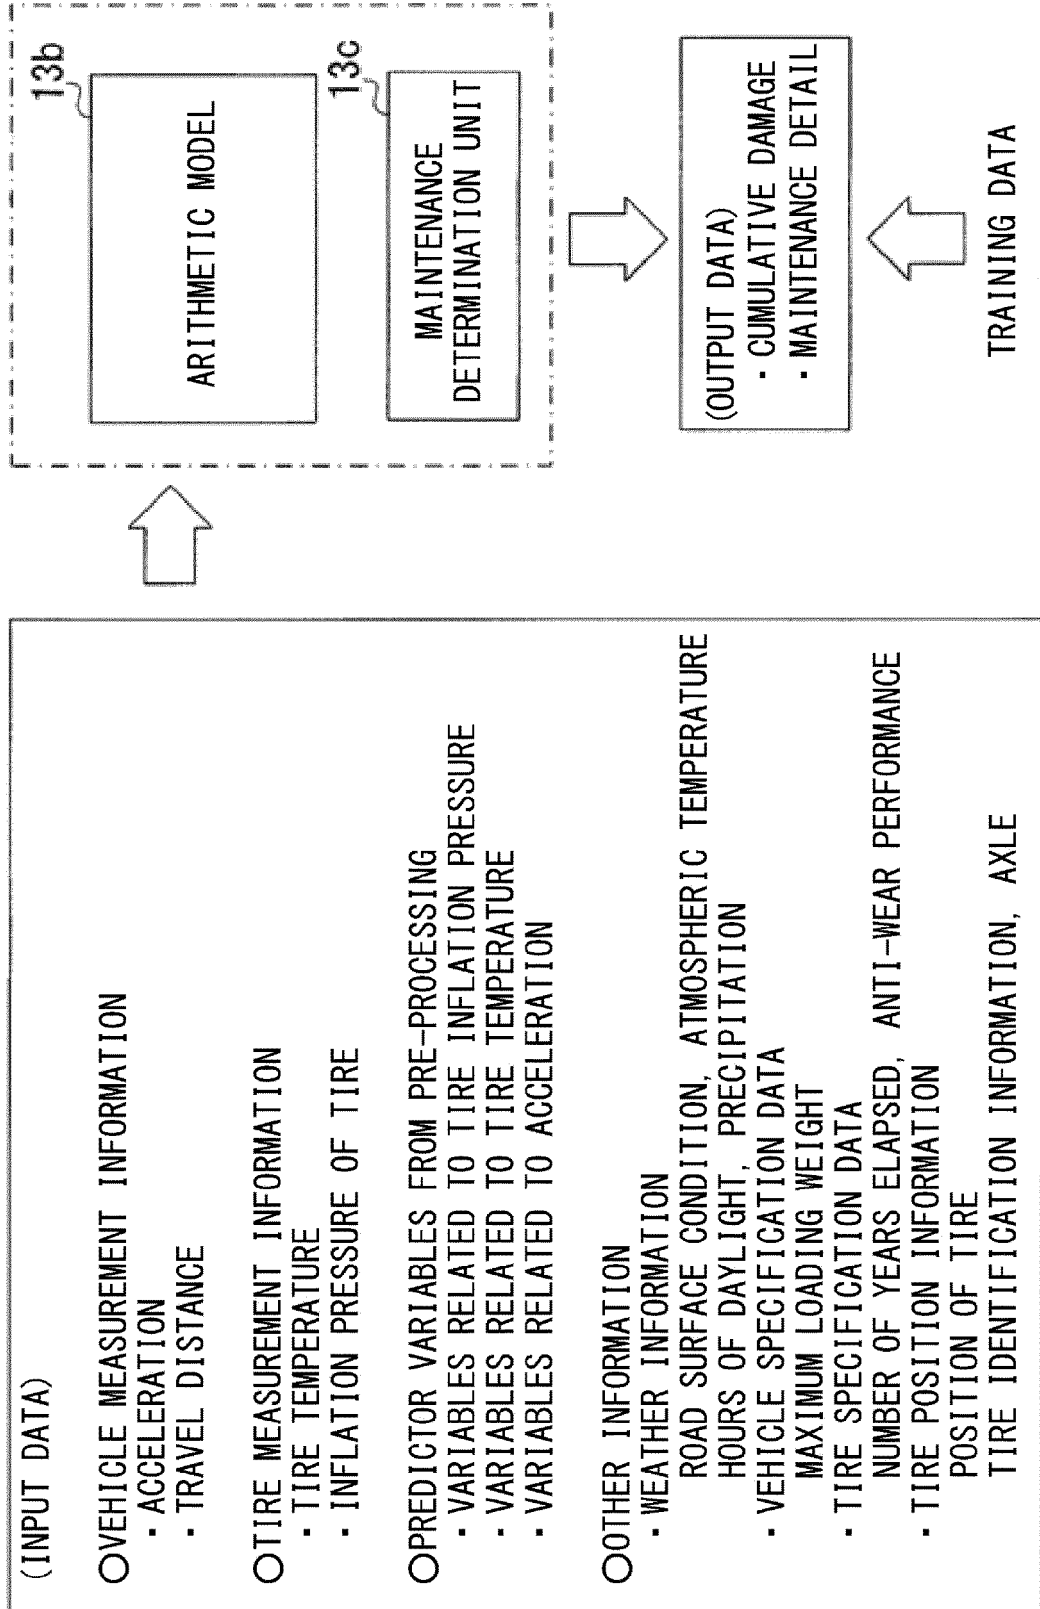 (INPUT DATA)
○VEHICLE MEASUREMENT INFORMATION
・ACCELERATION
・TRAVEL DISTANCE
○TIRE MEASUREMENT INFORMATION
・TIRE TEMPERATURE
・INFLATION PRESSURE OF TIRE
○PREDICTOR VARIABLES FROM PRE-PROCESSING
・VARIABLES RELATED TO TIRE INFLATION PRESSURE
・VARIABLES RELATED TO TIRE TEMPERATURE
・VARIABLES RELATED TO ACCELERATION
○OTHER INFORMATION
・WEATHER INFORMATION
ROAD SURFACE CONDITION, ATMOSPHERIC TEMPERATURE
HOURS OF DAYLIGHT, PRECIPITATION
・VEHICLE SPECIFICATION DATA
MAXIMUM LOADING WEIGHT
・TIRE SPECIFICATION DATA
NUMBER OF YEARS ELAPSED, ANTI-WEAR PERFORMANCE
・TIRE POSITION INFORMATION
POSITION OF TIRE
TIRE IDENTIFICATION INFORMATION, AXLE
13b
ARITHMETIC MODEL
13c
MAINTENANCE
DETERMINATION UNIT
(OUTPUT DATA)
・CUMULATIVE DAMAGE
・MAINTENANCE DETAIL
TRAINING DATA